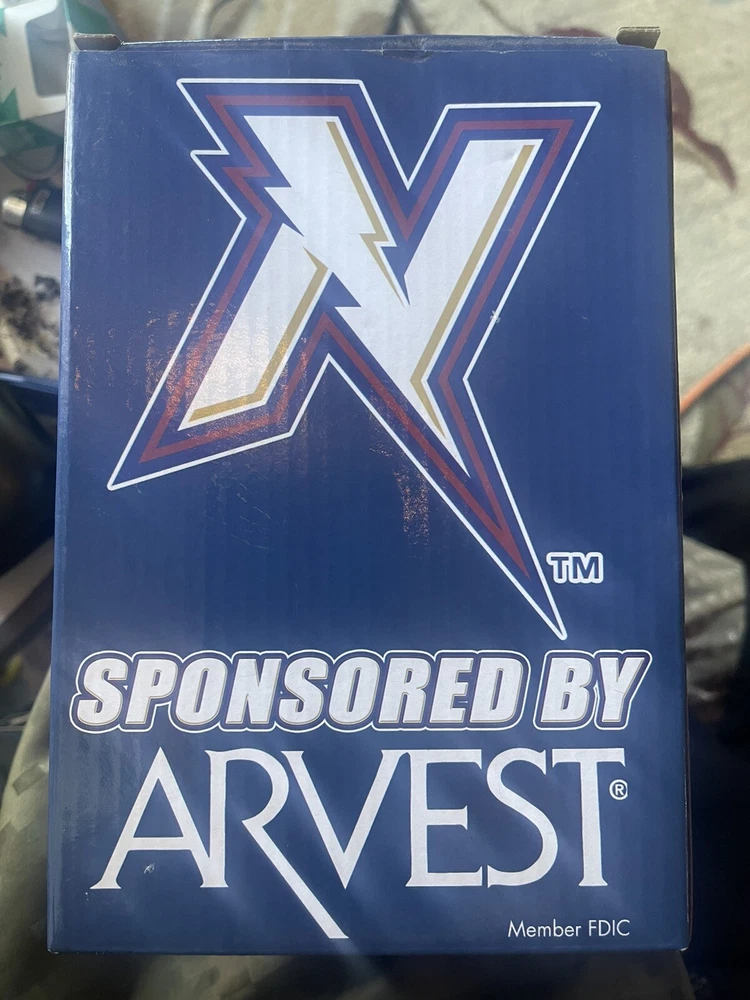 N
TM
SPONSORED BY
ARVEST®
Member FDIC